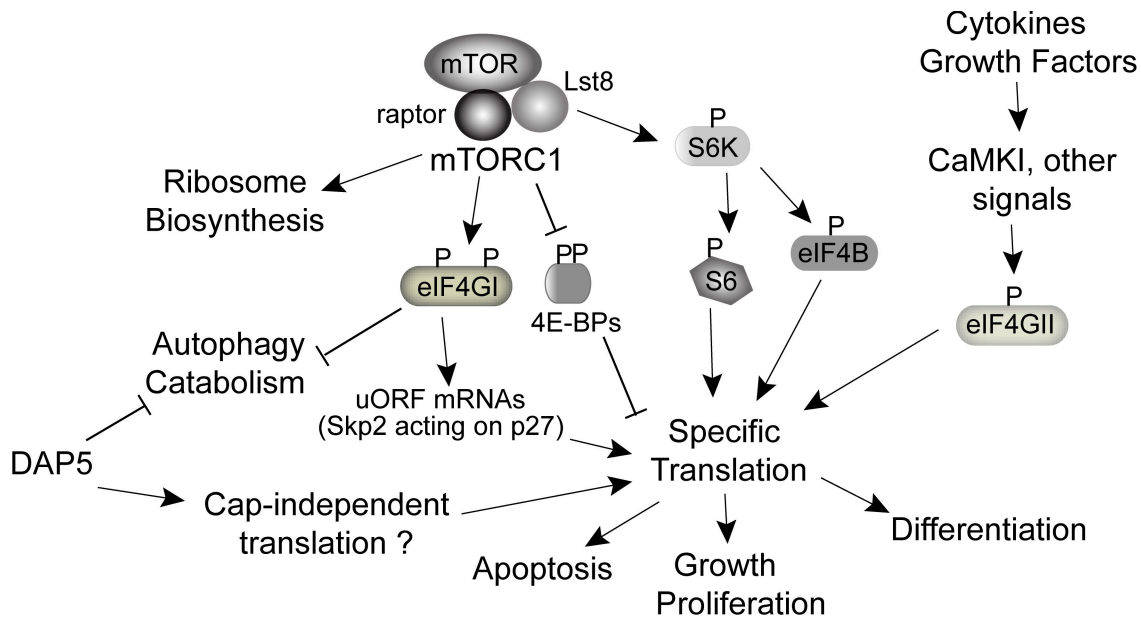 Cytokines
Growth Factors
mTOR
Lst8
raptor
mTORC1
P
S6K
CaMKI, other
signals
Ribosome
Biosynthesis
P P
eIF4GI
PP
4E-BPs
P
S6
P
eIF4B
P
eIF4GII
Autophagy
Catabolism
uORF mRNAs
(Skp2 acting on p27)
Specific
Translation
DAP5
Cap-independent
translation ?
Apoptosis
Growth
Proliferation
Differentiation